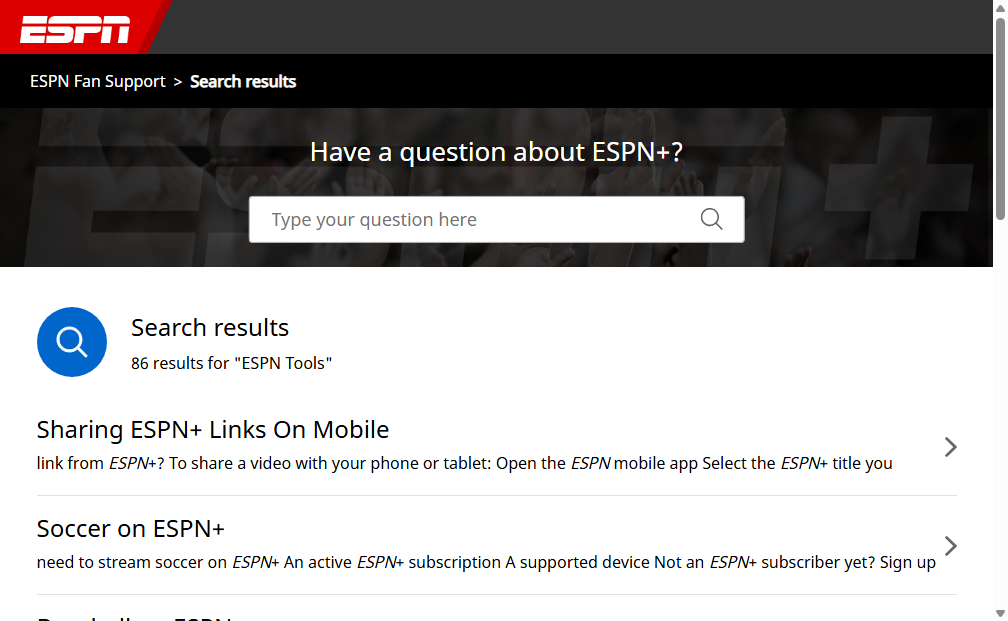 ESPN
ESPN Fan Support > Search results
Have a question about ESPN+?
Type your question here
Search results
86 results for "ESPN Tools"
Sharing ESPN+ Links On Mobile
link from ESPN+? To share a video with your phone or tablet: Open the ESPN mobile app Select the ESPN+ title you
Soccer on ESPN+
need to stream soccer on ESPN+ An active ESPN+ subscription A supported device Not an ESPN+ subscriber yet? Sign up